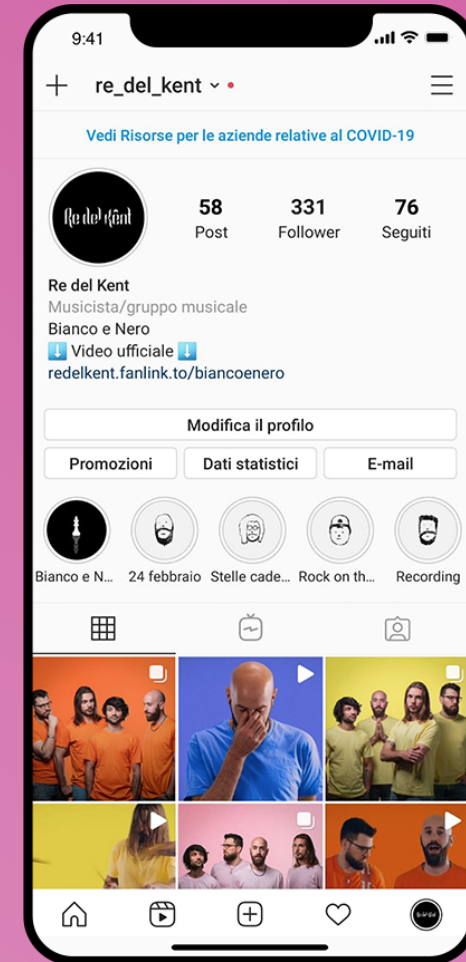 9:41
re_del_kent
Vedi Risorse per le aziende relative al COVID-19
Re del Kent
58 331 76
Post Follower Seguiti
Re del Kent
Musicista/gruppo musicale
Bianco e Nero
⬇️ Video ufficiale ⬇️
redelkent.fanlink.to/biancoenero
Modifica il profilo
Promozioni Dati statistici E-mail
Bianco e N... 24 febbraio Stelle cade... Rock on th... Recording